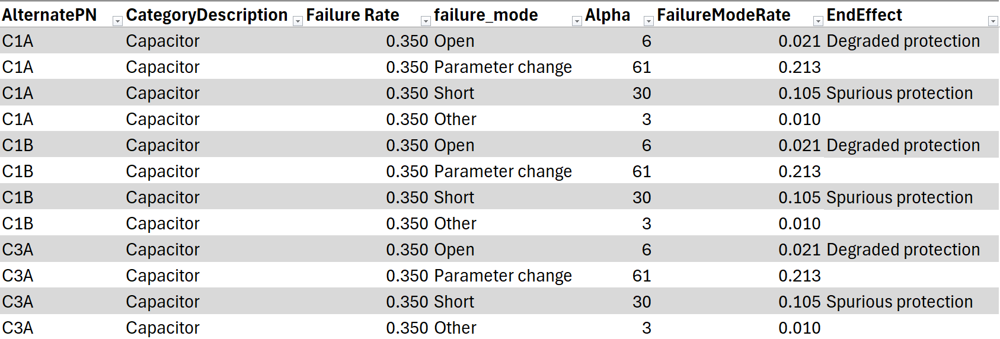 AlternatePN CategoryDescription Failure Rate failure_mode Alpha FailureModeRate EndEffect
C1A Capacitor 0.350 Open 6 0.021 Degraded protection
C1A Capacitor 0.350 Parameter change 61 0.213
C1A Capacitor 0.350 Short 30 0.105 Spurious protection
C1A Capacitor 0.350 Other 3 0.010
C1B Capacitor 0.350 Open 6 0.021 Degraded protection
C1B Capacitor 0.350 Parameter change 61 0.213
C1B Capacitor 0.350 Short 30 0.105 Spurious protection
C1B Capacitor 0.350 Other 3 0.010
C3A Capacitor 0.350 Open 6 0.021 Degraded protection
C3A Capacitor 0.350 Parameter change 61 0.213
C3A Capacitor 0.350 Short 30 0.105 Spurious protection
C3A Capacitor 0.350 Other 3 0.010